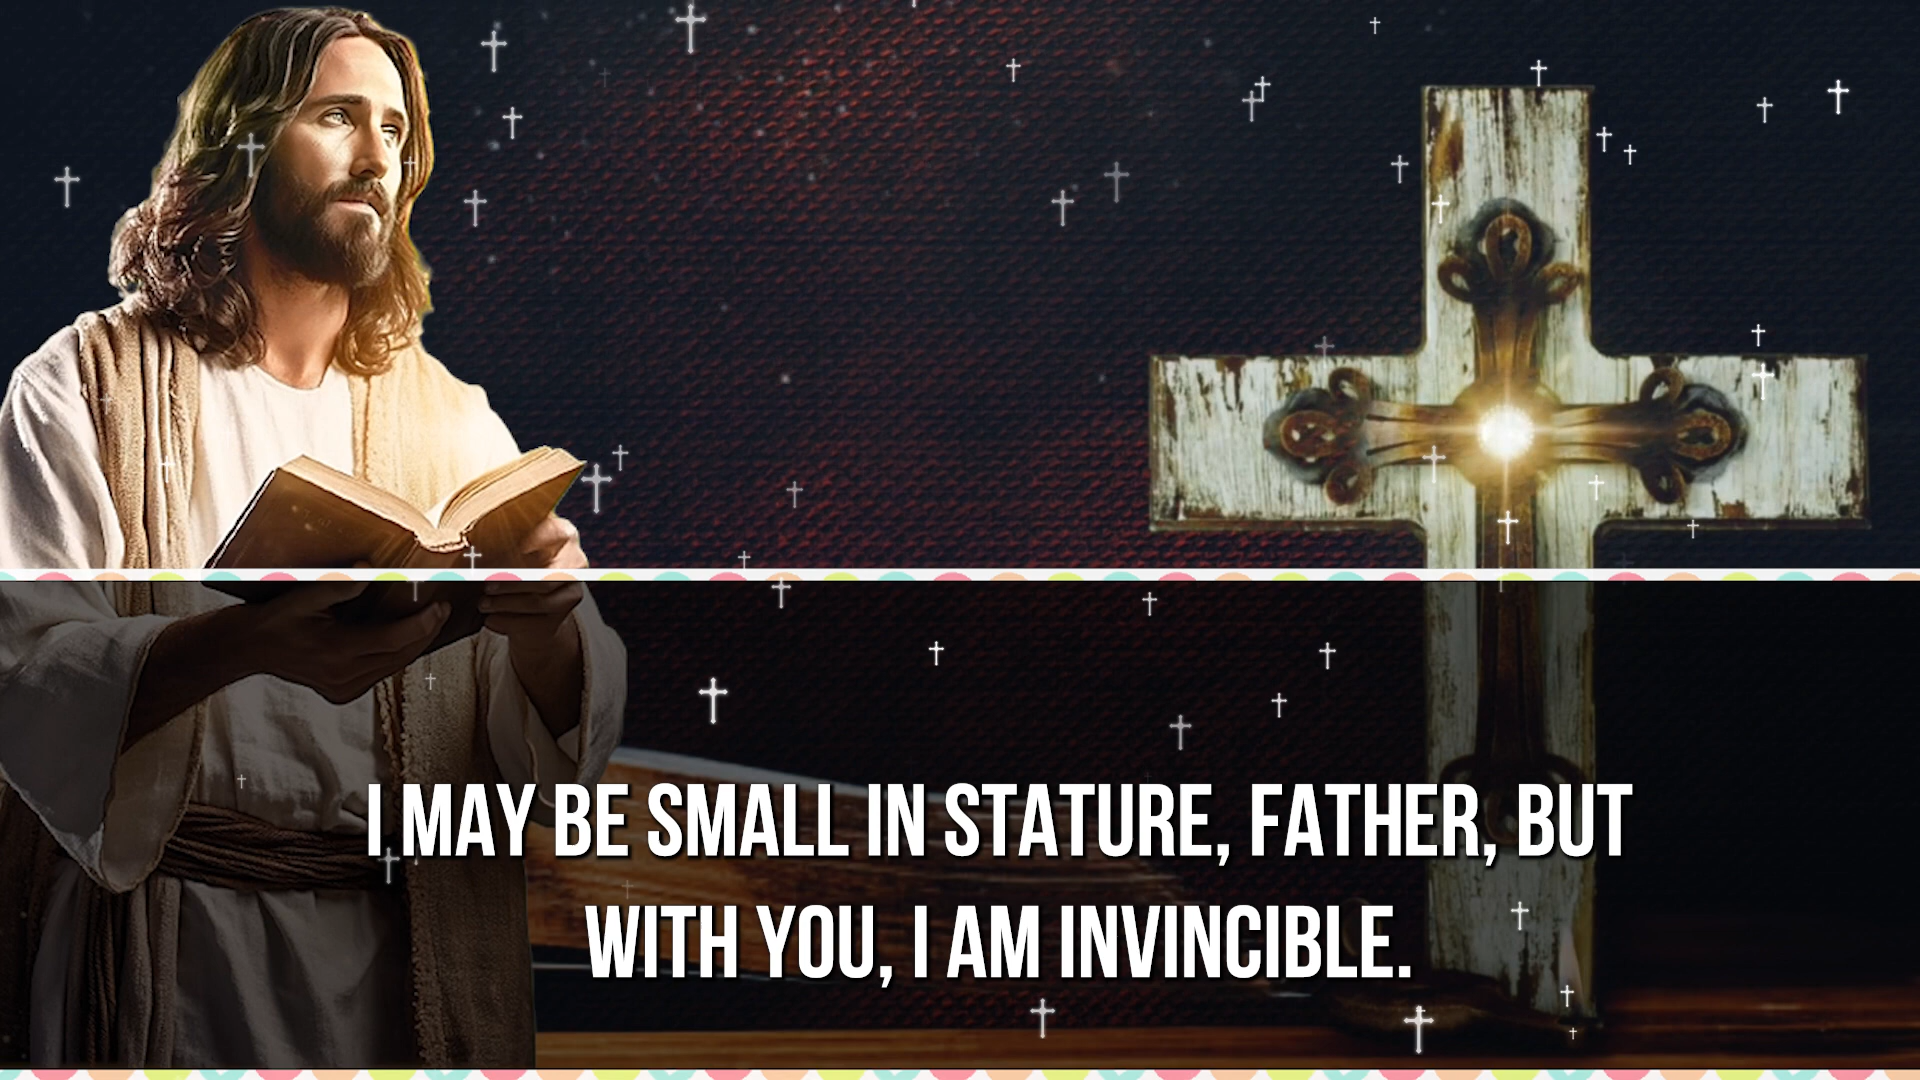 I MAY BE SMALL IN STATURE, FATHER, BUT
WITH YOU, I AM INVINCIBLE.